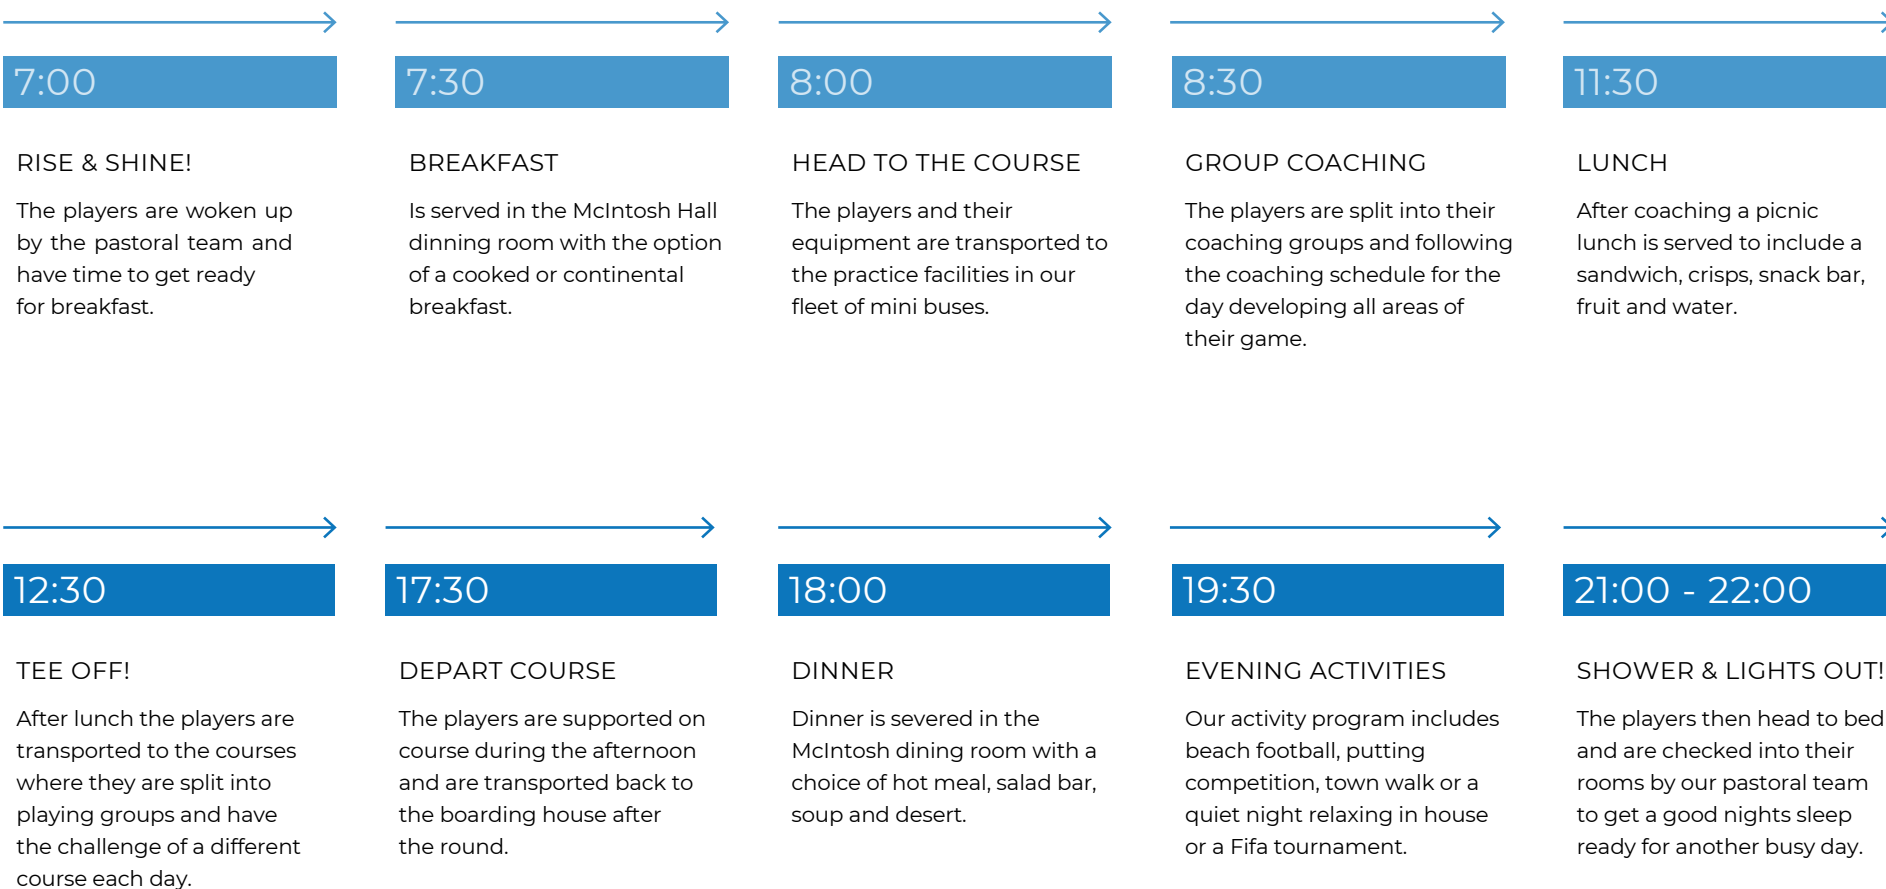 7:00
RISE & SHINE!
The players are woken up
by the pastoral team and
have time to get ready
for breakfast.
7:30
BREAKFAST
Is served in the McIntosh Hall
dinning room with the option
of a cooked or continental
breakfast.
8:00
HEAD TO THE COURSE
The players and their
equipment are transported to
the practice facilities in our
fleet of mini buses.
8:30
GROUP COACHING
The players are split into their
coaching groups and following
the coaching schedule for the
day developing all areas of
their game.
11:30
LUNCH
After coaching a picnic
lunch is served to include a
sandwich, crisps, snack bar,
fruit and water.
12:30
TEE OFF!
After lunch the players are
transported to the courses
where they are split into
playing groups and have
the challenge of a different
course each day.
17:30
DEPART COURSE
The players are supported on
course during the afternoon
and are transported back to
the boarding house after
the round.
18:00
DINNER
Dinner is severed in the
McIntosh dining room with a
choice of hot meal, salad bar,
soup and desert.
19:30
EVENING ACTIVITIES
Our activity program includes
beach football, putting
competition, town walk or a
quiet night relaxing in house
or a Fifa tournament.
21:00 - 22:00
SHOWER & LIGHTS OUT!
The players then head to bed
and are checked into their
rooms by our pastoral team
to get a good nights sleep
ready for another busy day.